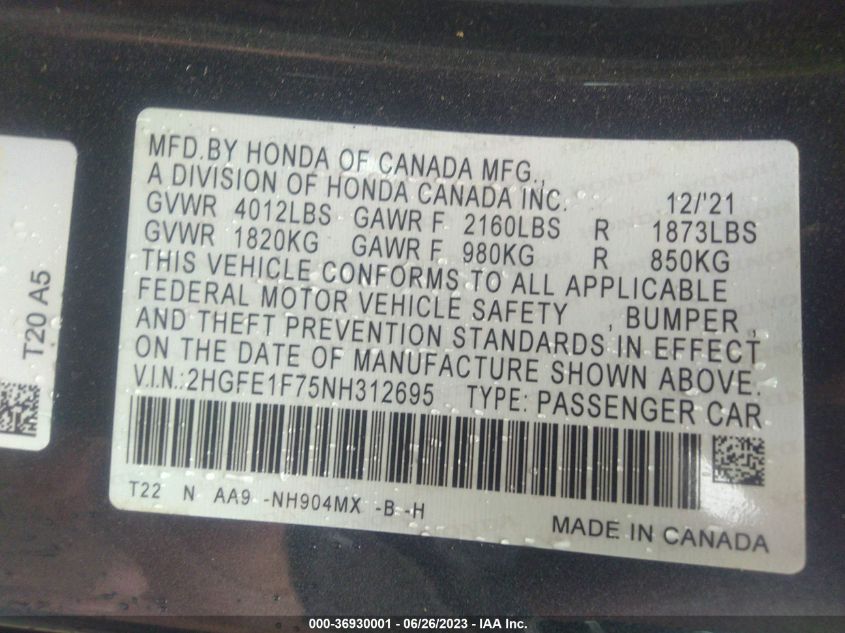 MFD.BY HONDA OF CANADA MFG.,
A DIVISION OF HONDA CANADA INC. 12/'21
GVWR 4012LBS GAWR F 2160LBS R 1873LBS
GVWR 1820KG GAWR F 980KG R 850KG
THIS VEHICLE CONFORMS TO ALL APPLICABLE
FEDERAL MOTOR VEHICLE SAFETY , BUMPER ,
AND THEFT PREVENTION STANDARDS IN EFFECT
ON THE DATE OF MANUFACTURE SHOWN ABOVE.
V.I.N.:2HGFE1F75NH312695 TYPE: PASSENGER CAR
T22 N AA9 -NH904MX -B -H
MADE IN CANADA
T20 A5
000-36930001 - 06/26/2023 - IAA Inc.